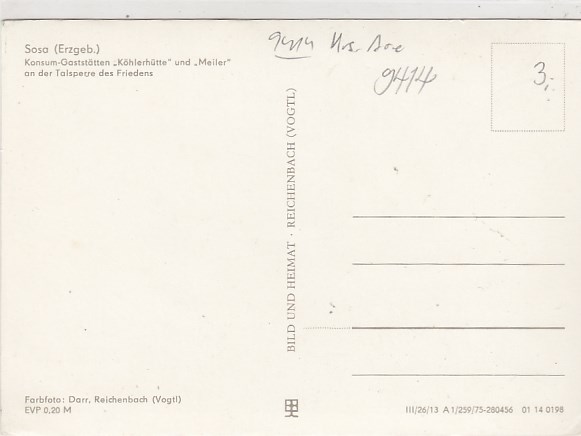 Sosa (Erzgeb.)
Konsum-Gaststätten „Köhlerhütte" und „Meiler"
an der Talsperre des Friedens
9414
9414
3,-
BILD UND HEIMAT · REICHENBACH (VOGTL)
Farbfoto: Darr, Reichenbach (Vogtl)
EVP 0,20 M
III/26/13 A 1/259/75-280456 01 14 0198